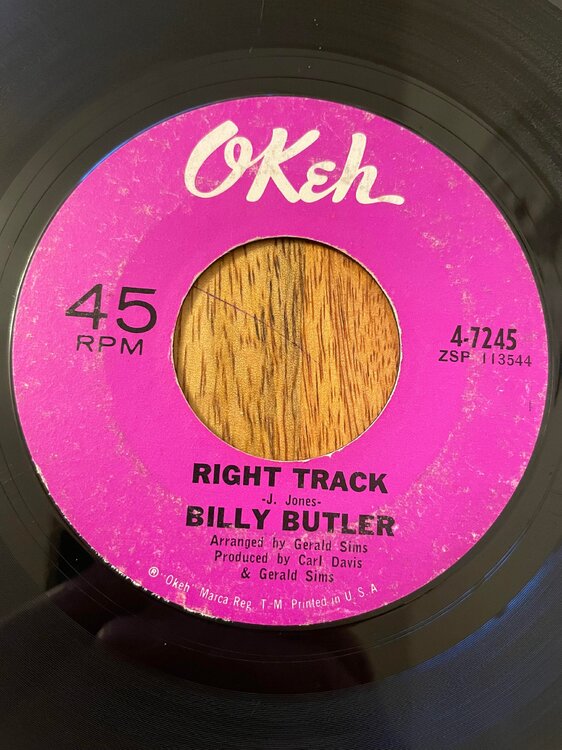 OKeh
45
RPM
4-7245
ZSP 113544
RIGHT TRACK
-J. Jones-
BILLY BUTLER
Arranged by Gerald Sims
Produced by Carl Davis
& Gerald Sims
® "Okeh" Marca Reg. T.M. Printed in U.S.A